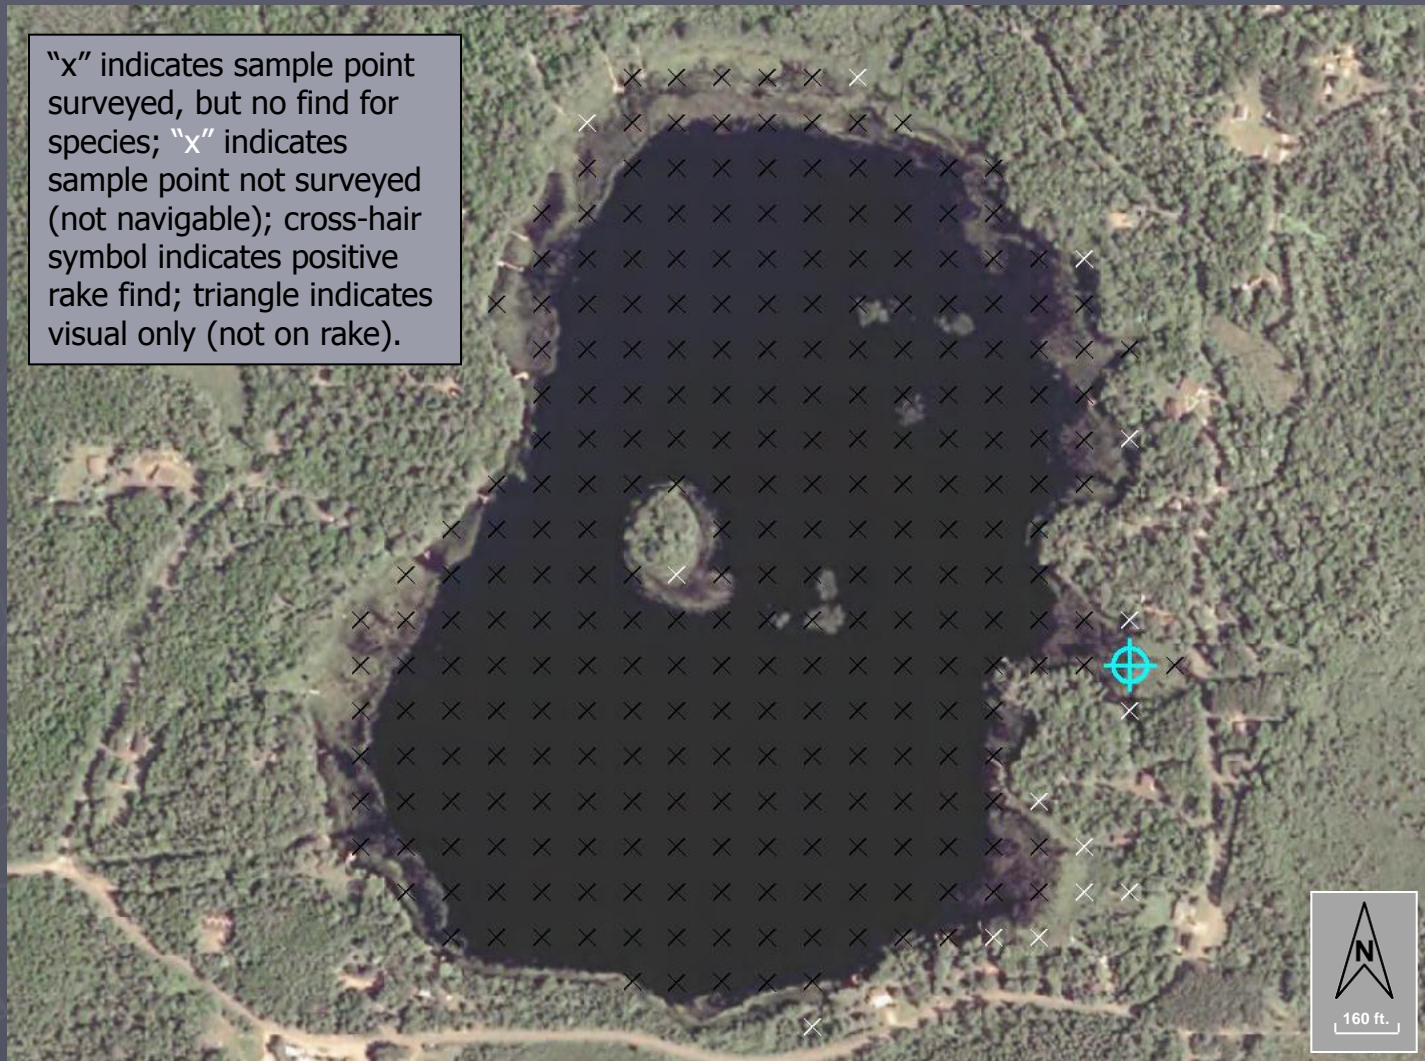 “x” indicates sample point
surveyed, but no find for
species; “x” indicates
sample point not surveyed
(not navigable); cross-hair
symbol indicates positive
rake find; triangle indicates
visual only (not on rake).
N
160 ft.